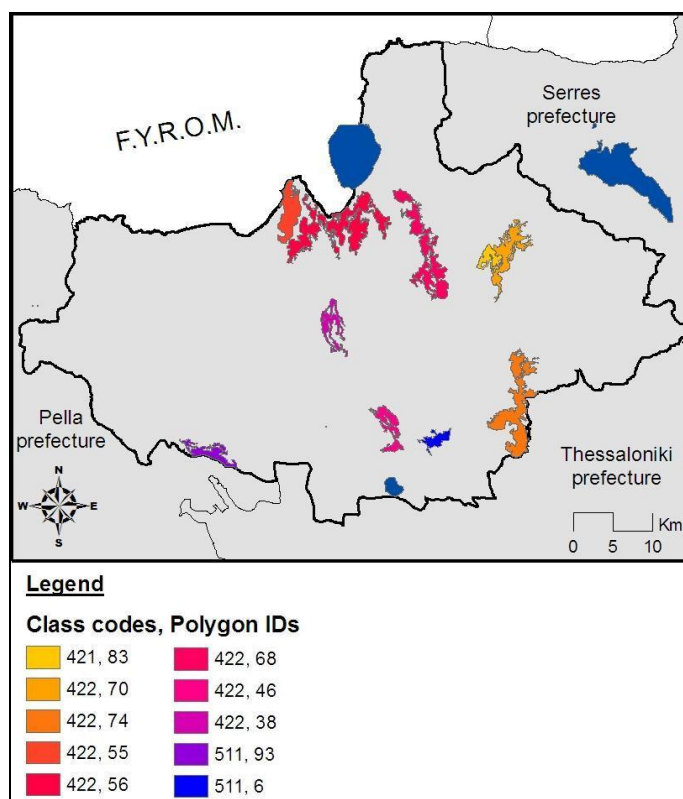 F.Y.R.O.M.
Serres
prefecture
Pella
prefecture
N
W E
S
Thessaloniki
prefecture
Km
0 5 10
Legend
Class codes, Polygon IDs
421, 83
422, 70
422, 74
422, 55
422, 56
422, 68
422, 46
422, 38
511, 93
511, 6